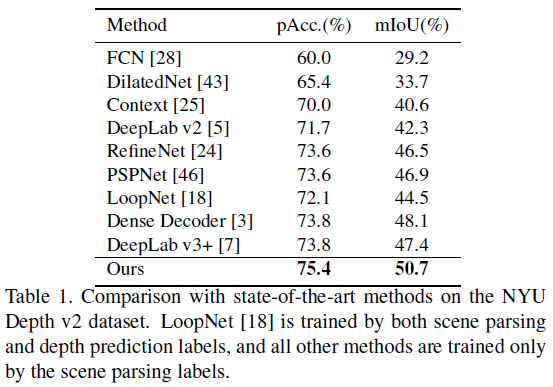 Method pAcc.(%) mIoU(%)
FCN [28] 60.0 29.2
DilatedNet [43] 65.4 33.7
Context [25] 70.0 40.6
DeepLab v2 [5] 71.7 42.3
RefineNet [24] 73.6 46.5
PSPNet [46] 73.6 46.9
LoopNet [18] 72.1 44.5
Dense Decoder [3] 73.8 48.1
DeepLab v3+ [7] 73.8 47.4
Ours 75.4 50.7
Table 1. Comparison with state-of-the-art methods on the NYU
Depth v2 dataset. LoopNet [18] is trained by both scene parsing
and depth prediction labels, and all other methods are trained only
by the scene parsing labels.